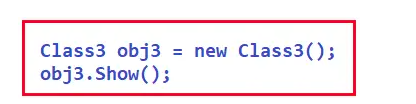 Class3 obj3 = new Class3();
obj3.Show();